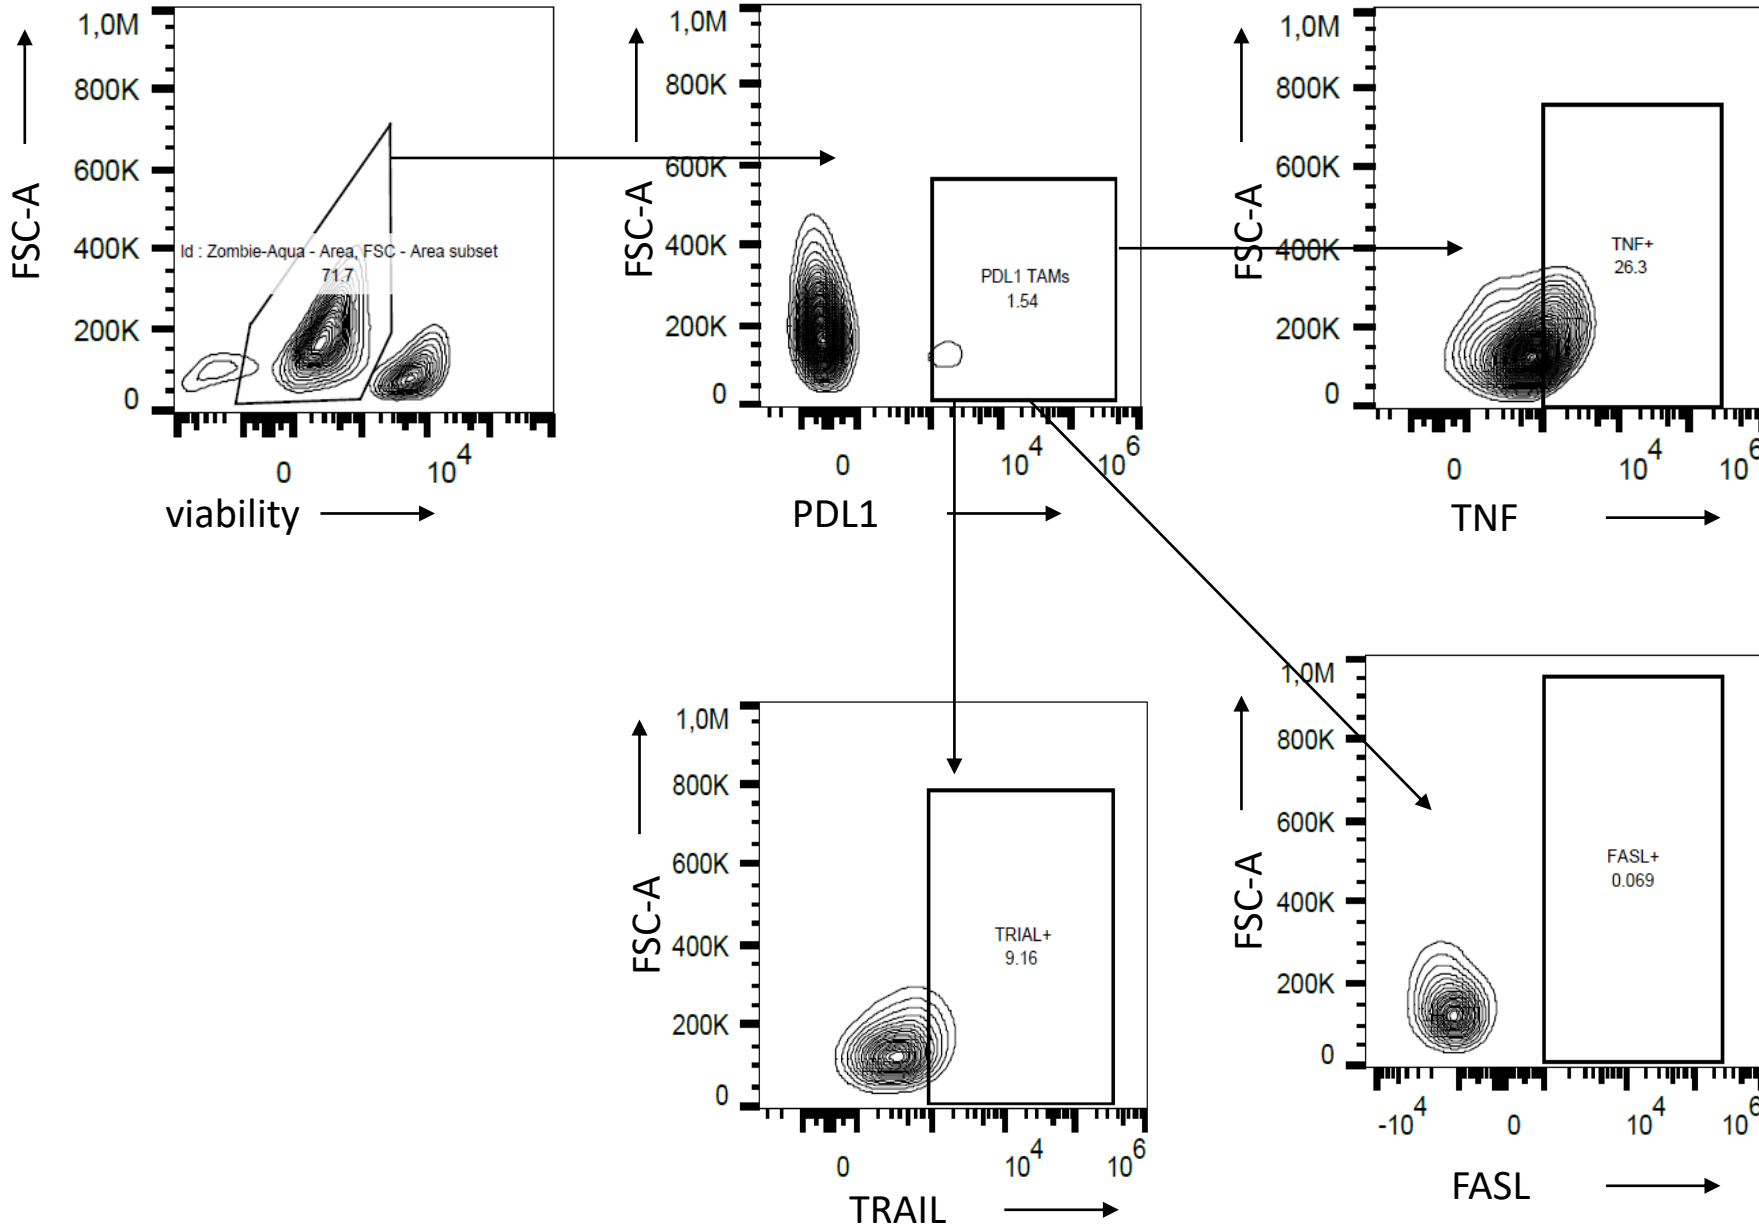 1,0M
800K
600K
400K
200K
0
FSC-A
Id : Zombie-Aqua - Area, FSC - Area subset
71.7
0
10^4
viability
1,0M
800K
600K
400K
200K
0
FSC-A
PDL1 TAMs
1.54
0
10^4
10^6
PDL1
1,0M
800K
600K
400K
200K
0
FSC-A
TNF+
26.3
0
10^4
10^6
TNF
1,0M
800K
600K
400K
200K
0
FSC-A
TRIAL+
9.16
0
10^4
10^6
TRAIL
1,0M
800K
600K
400K
200K
0
FSC-A
FASL+
0.069
-10^4
0
10^4
10^6
FASL